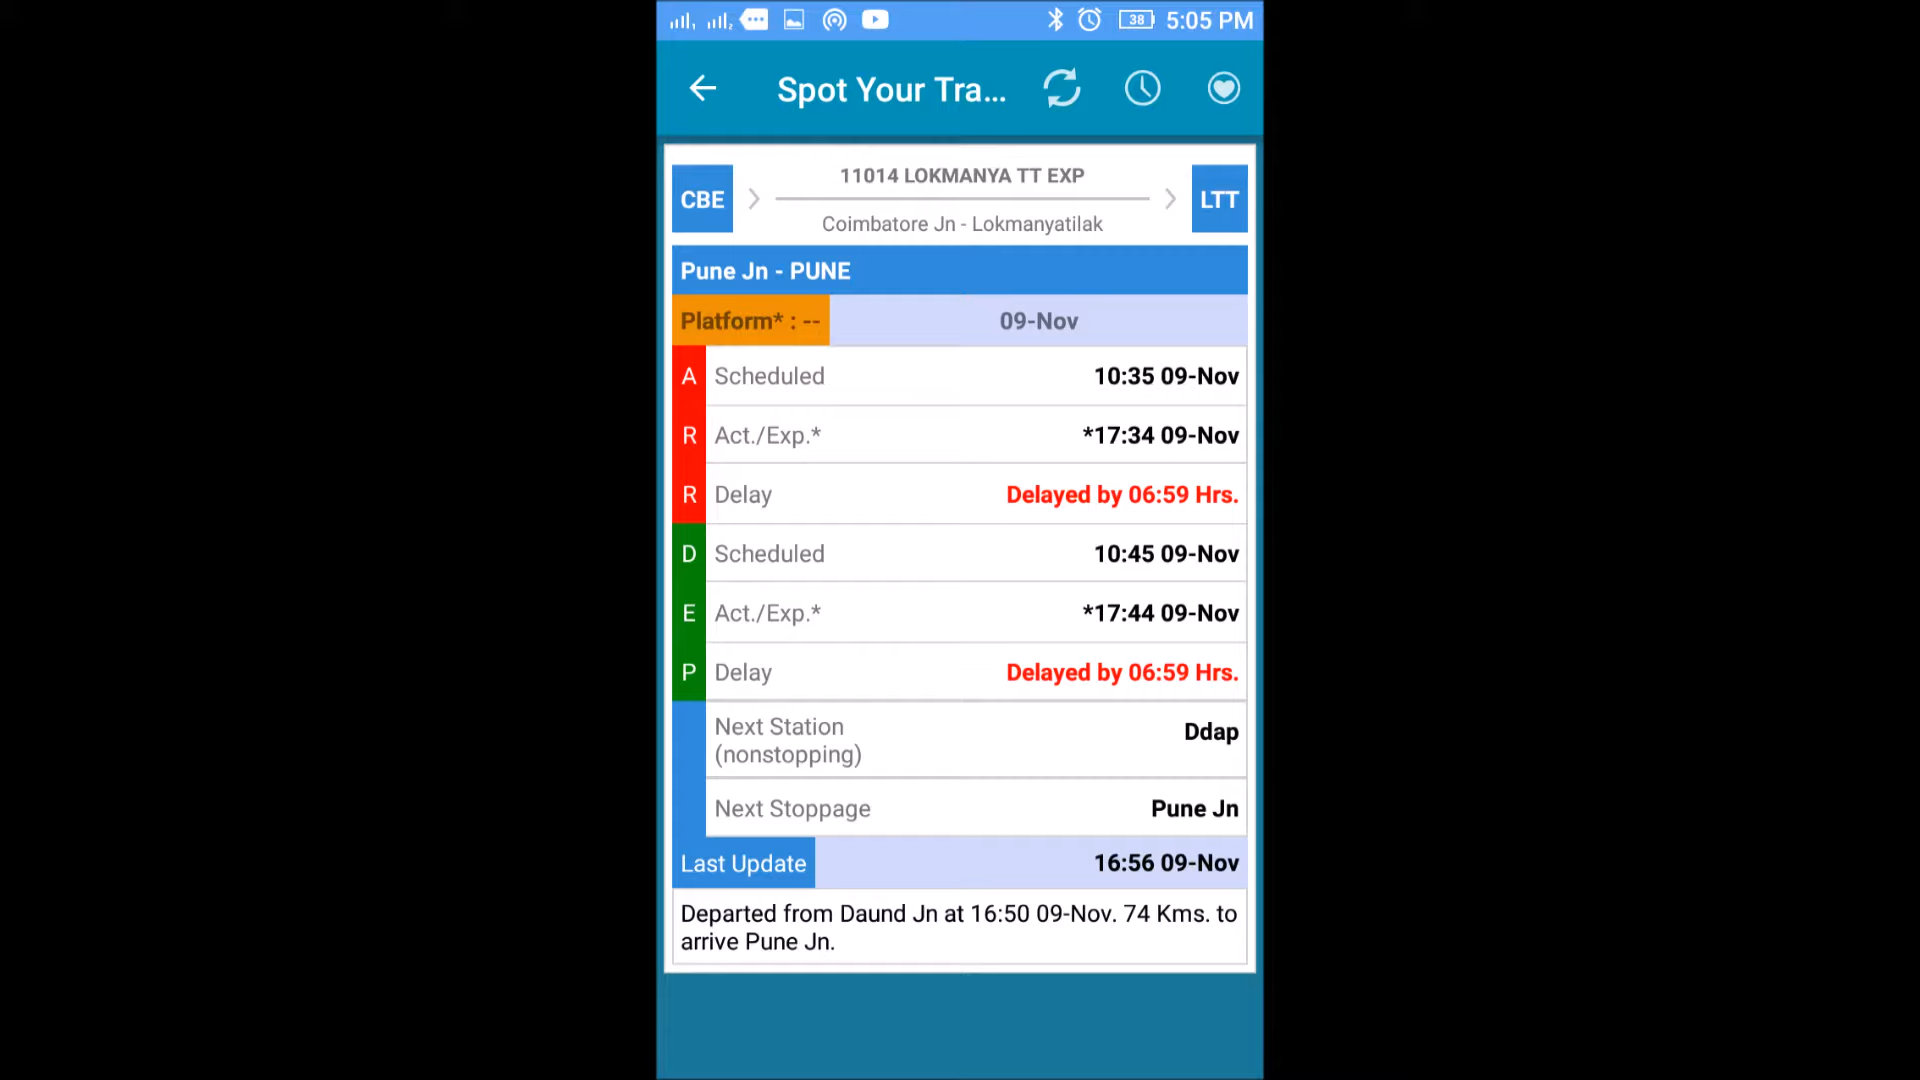 38 5:05 PM
Spot Your Tra...
11014 LOKMANYA TT EXP
CBE LTT
Coimbatore Jn - Lokmanyatilak
Pune Jn - PUNE
Platform* : -- 09-Nov
A Scheduled 10:35 09-Nov
R Act./Exp.* *17:34 09-Nov
R Delay Delayed by 06:59 Hrs.
D Scheduled 10:45 09-Nov
E Act./Exp.* *17:44 09-Nov
P Delay Delayed by 06:59 Hrs.
Next Station Ddap
(nonstopping)
Next Stoppage Pune Jn
Last Update 16:56 09-Nov
Departed from Daund Jn at 16:50 09-Nov. 74 Kms. to
arrive Pune Jn.